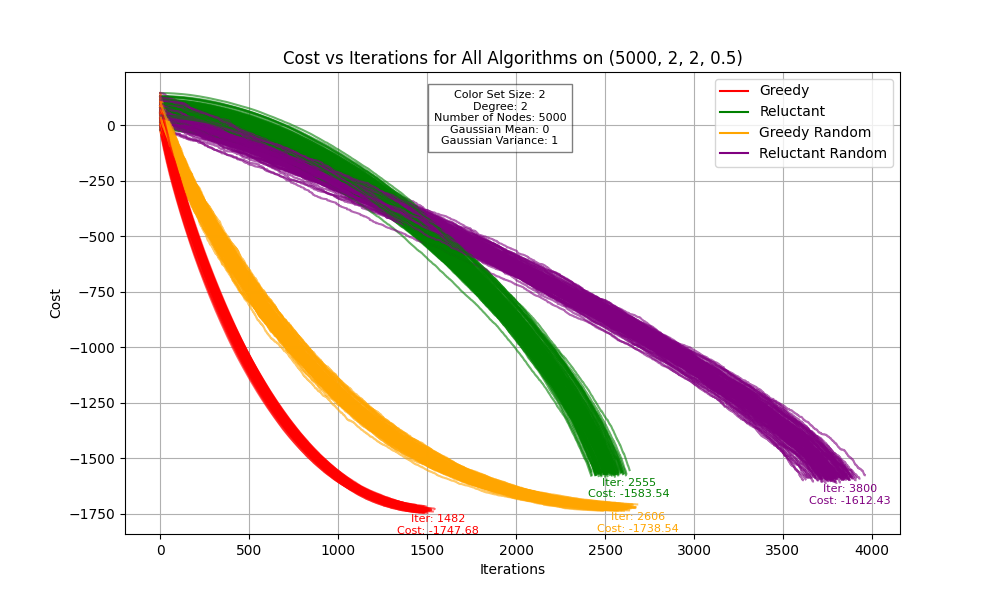 Cost vs Iterations for All Algorithms on (5000, 2, 2, 0.5)
Color Set Size: 2
Degree: 2
Number of Nodes: 5000
Gaussian Mean: 0
Gaussian Variance: 1
Greedy
Reluctant
Greedy Random
Reluctant Random
Cost
0
−250
−500
−750
−1000
−1250
−1500
−1750
Iter: 2555
Cost: -1583.54
Iter: 3800
Cost: -1612.43
Iter: 1482
Cost: -1747.68
Iter: 2606
Cost: -1738.54
0
500
1000
1500
2000
2500
3000
3500
4000
Iterations